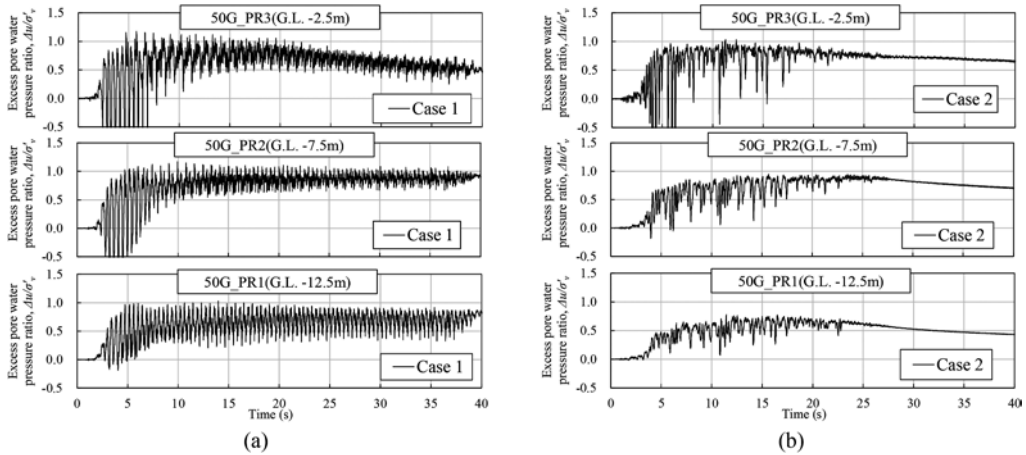 50G_PR3(G.L. -2.5m)
Excess pore water
pressure ratio, Δu/σ'v
1.5
1.0
0.5
0.0
-0.5
Case 1
50G_PR2(G.L. -7.5m)
Excess pore water
pressure ratio, Δu/σ'v
1.5
1.0
0.5
0.0
-0.5
Case 1
50G_PR1(G.L. -12.5m)
Excess pore water
pressure ratio, Δu/σ'v
1.5
1.0
0.5
0.0
-0.5
Case 1
0 5 10 15 20 25 30 35 40
Time (s)
(a)
50G_PR3(G.L. -2.5m)
Excess pore water
pressure ratio, Δu/σ'v
1.5
1.0
0.5
0.0
-0.5
Case 2
50G_PR2(G.L. -7.5m)
Excess pore water
pressure ratio, Δu/σ'v
1.5
1.0
0.5
0.0
-0.5
Case 2
50G_PR1(G.L. -12.5m)
Excess pore water
pressure ratio, Δu/σ'v
1.5
1.0
0.5
0.0
-0.5
Case 2
0 5 10 15 20 25 30 35 40
Time (s)
(b)